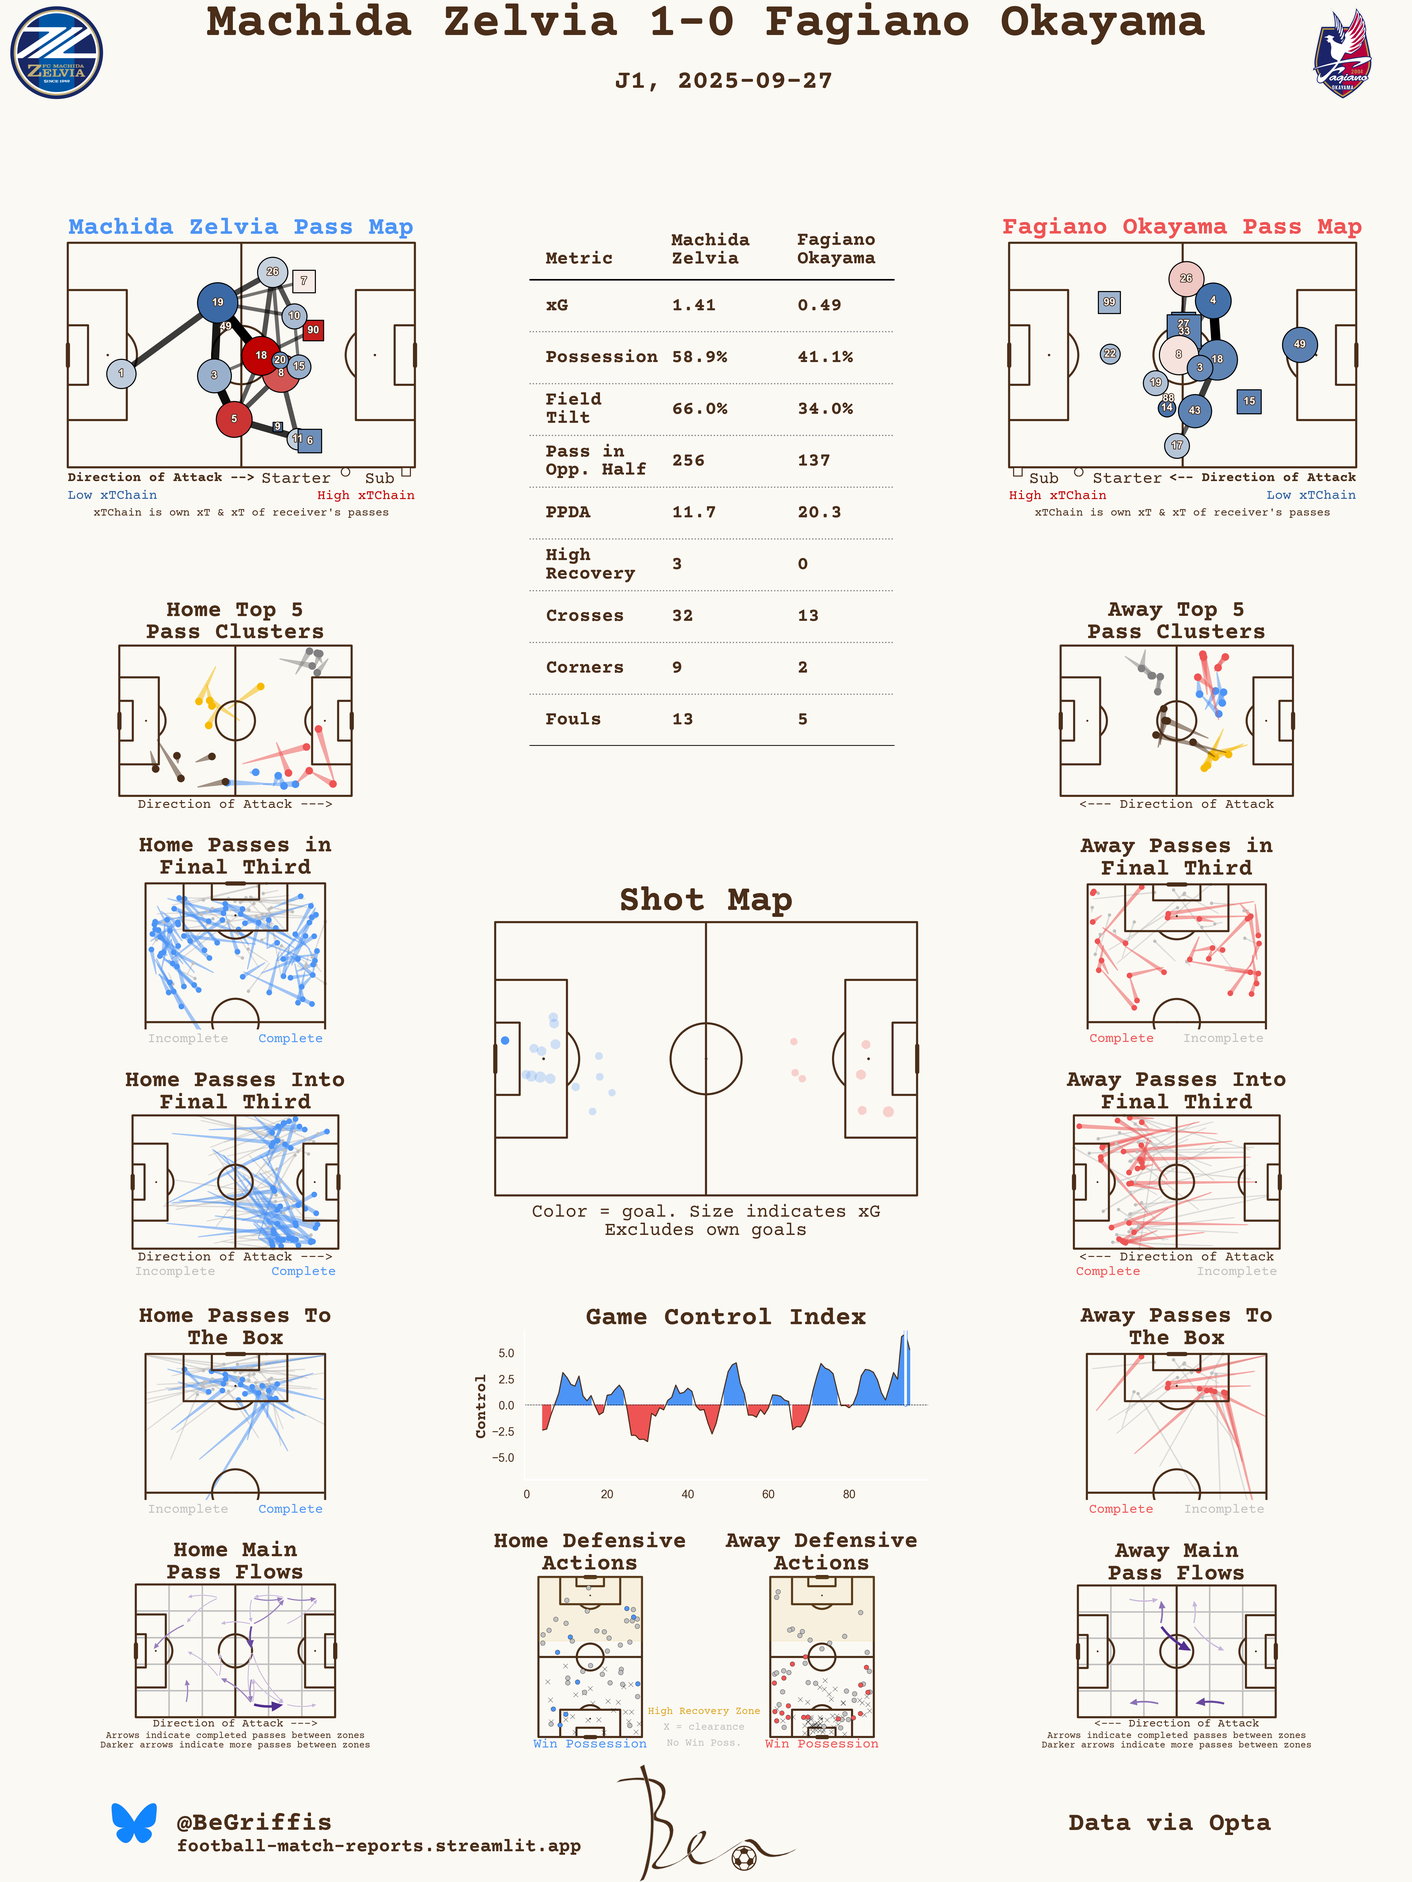 Machida Zelvia 1-0 Fagiano Okayama
J1, 2025-09-27
FC MACHIDA
ZELVIA
SINCE 1989
2004
Fagiano
OKAYAMA
Machida Zelvia Pass Map
26
7
19
10
49
90
18
20
15
8
1
3
5
9
11
6
Direction of Attack --> Starter Sub
Low xTChain High xTChain
xTChain is own xT & xT of receiver's passes
Metric Machida Zelvia Fagiano Okayama
xG 1.41 0.49
Possession 58.9% 41.1%
Field Tilt 66.0% 34.0%
Pass in Opp. Half 256 137
PPDA 11.7 20.3
High Recovery 3 0
Crosses 32 13
Corners 9 2
Fouls 13 5
Fagiano Okayama Pass Map
26
99
4
27
33
49
22
8
18
3
19
88
14
43
15
17
Sub Starter <-- Direction of Attack
High xTChain Low xTChain
xTChain is own xT & xT of receiver's passes
Home Top 5
Pass Clusters
Direction of Attack --->
Away Top 5
Pass Clusters
<--- Direction of Attack
Home Passes in
Final Third
Incomplete Complete
Away Passes in
Final Third
Complete Incomplete
Shot Map
Color = goal. Size indicates xG
Excludes own goals
Home Passes Into
Final Third
Direction of Attack --->
Incomplete Complete
Away Passes Into
Final Third
<--- Direction of Attack
Complete Incomplete
Home Passes To
The Box
Incomplete Complete
Game Control Index
Control
5.0
2.5
0.0
−2.5
−5.0
0 20 40 60 80
Away Passes To
The Box
Complete Incomplete
Home Main
Pass Flows
Direction of Attack --->
Arrows indicate completed passes between zones
Darker arrows indicate more passes between zones
Home Defensive
Actions
Win Possession
High Recovery Zone
X = clearance
No Win Poss.
Away Defensive
Actions
Win Possession
Away Main
Pass Flows
<--- Direction of Attack
Arrows indicate completed passes between zones
Darker arrows indicate more passes between zones
@BeGriffis
football-match-reports.streamlit.app
Ben
Data via Opta